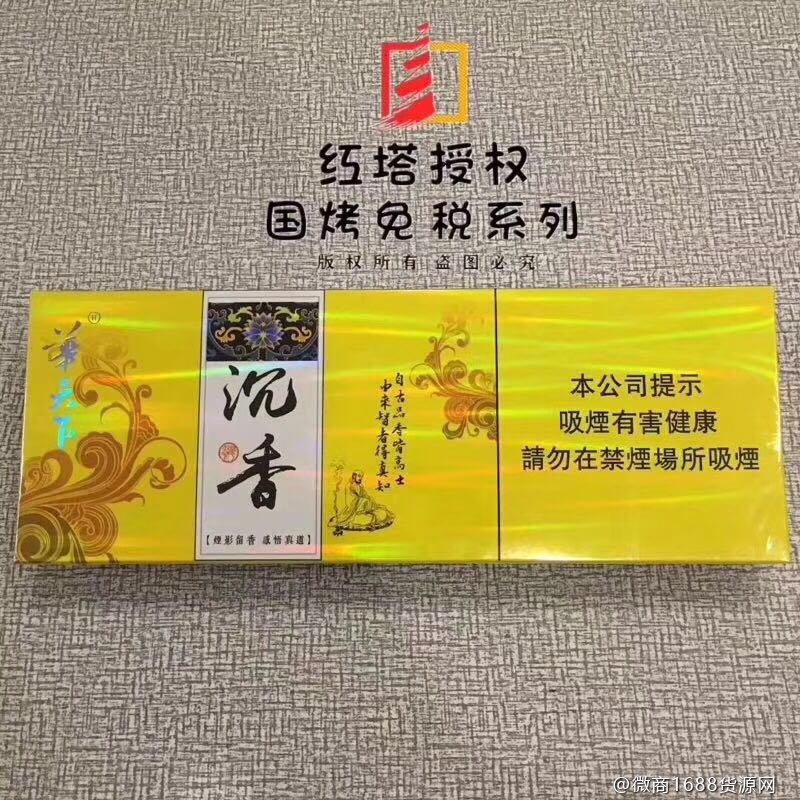 红塔授权
国烤免税系列
版权所有 盗图必究
華天下
沉香
【煙影留香 感悟真道】
自古品香皆高士
由来智者得真知
本公司提示
吸煙有害健康
請勿在禁煙場所吸煙
@微商1688货源网